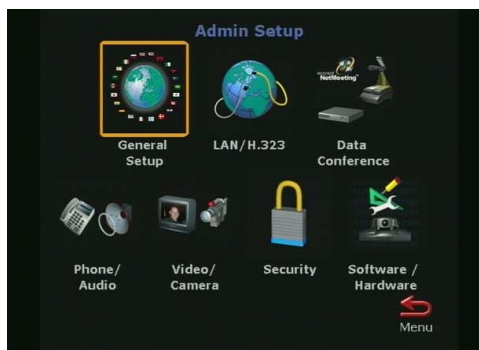 Admin Setup
NetMeeting
General
Setup
LAN/H.323
Data
Conference
Phone/
Audio
Video/
Camera
Security
Software /
Hardware
Menu